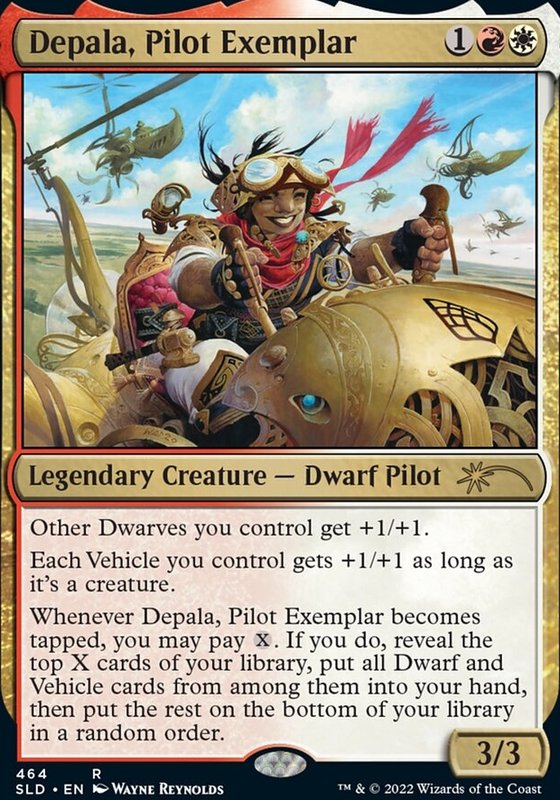 Depala, Pilot Exemplar 1
Legendary Creature — Dwarf Pilot
Other Dwarves you control get +1/+1.
Each Vehicle you control gets +1/+1 as long as
it's a creature.
Whenever Depala, Pilot Exemplar becomes
tapped, you may pay X. If you do, reveal the
top X cards of your library, put all Dwarf and
Vehicle cards from among them into your hand,
then put the rest on the bottom of your library
in a random order.
3/3
464 R
SLD • EN Wayne Reynolds
™ & © 2022 Wizards of the Coast